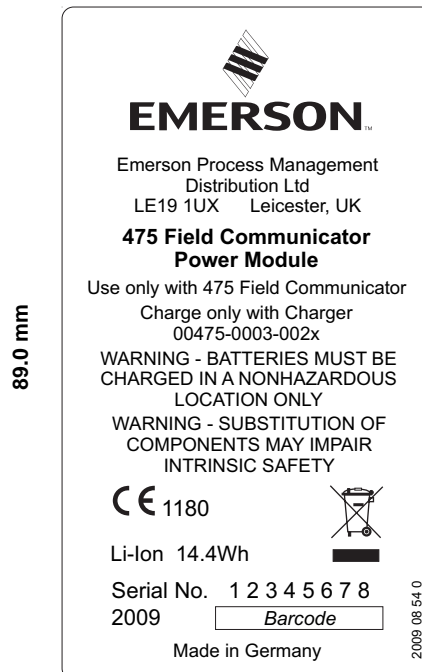 EMERSON™
Emerson Process Management
Distribution Ltd
LE19 1UX Leicester, UK
475 Field Communicator
Power Module
Use only with 475 Field Communicator
Charge only with Charger
00475-0003-002x
WARNING - BATTERIES MUST BE
CHARGED IN A NONHAZARDOUS
LOCATION ONLY
WARNING - SUBSTITUTION OF
COMPONENTS MAY IMPAIR
INTRINSIC SAFETY
CE 1180
Li-Ion 14.4Wh
Serial No. 1 2 3 4 5 6 7 8
2009 Barcode
Made in Germany
2009 08 54 0
89.0 mm